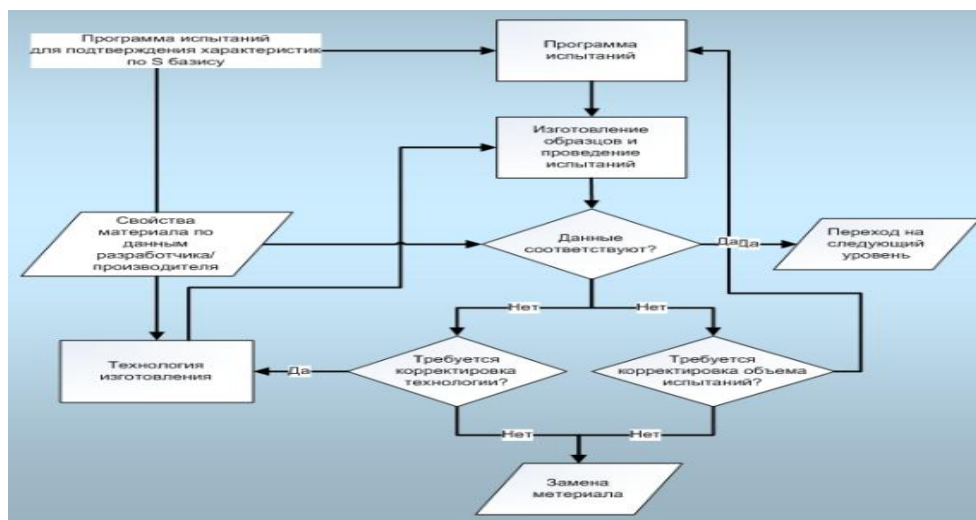 Программа испытаний
для подтверждения характеристик
по S базису
Программа
испытаний
Изготовление
образцов и
проведение
испытаний
Свойства
материала по
данным
разработчика/
производителя
Данные
соответствуют?
Да
Да
Переход на
следующий
уровень
Нет
Нет
Технология
изготовления
Да
Требуется
корректировка
технологии?
Требуется
корректировка объема
испытаний?
Нет
Нет
Замена
метериала